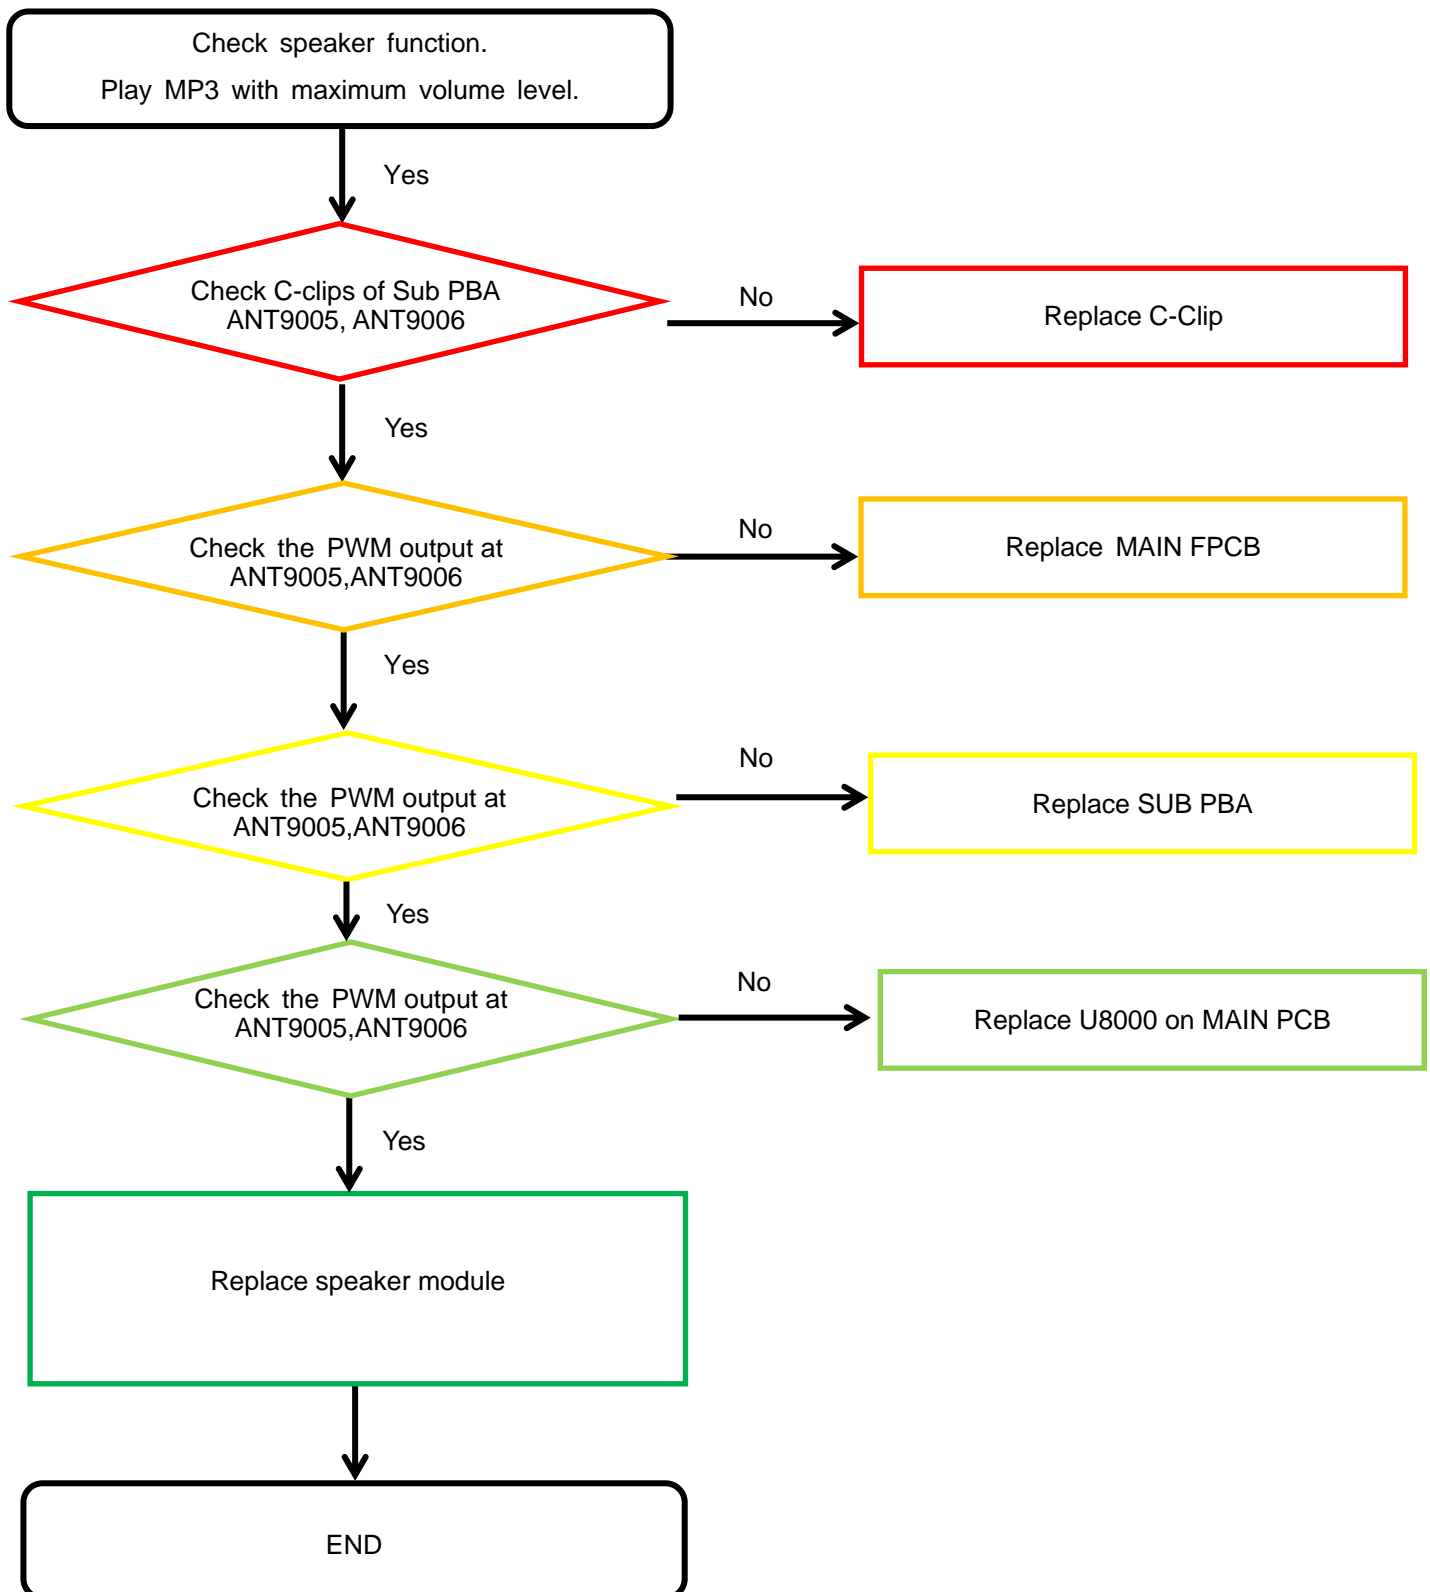 Check speaker function.
Play MP3 with maximum volume level.
Yes
Check C-clips of Sub PBA
ANT9005, ANT9006
No
Replace C-Clip
Yes
Check the PWM output at
ANT9005,ANT9006
No
Replace MAIN FPCB
Yes
Check the PWM output at
ANT9005,ANT9006
No
Replace SUB PBA
Yes
Check the PWM output at
ANT9005,ANT9006
No
Replace U8000 on MAIN PCB
Yes
Replace speaker module
END